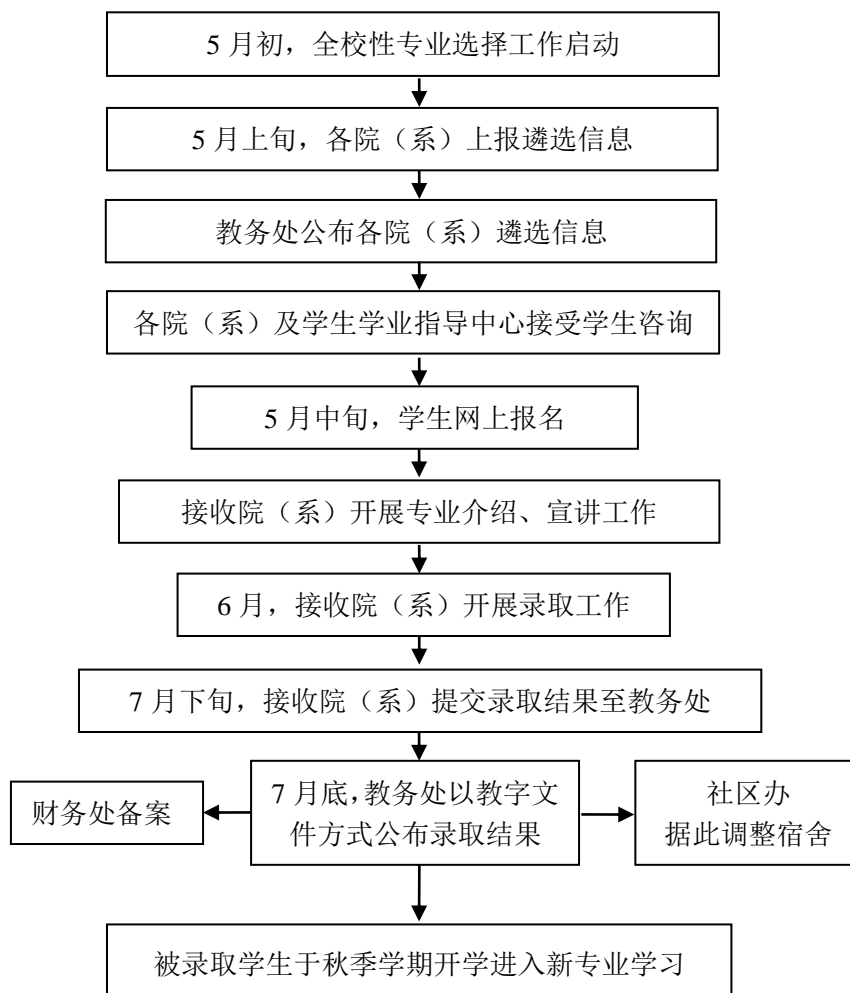 5 月初，全校性专业选择工作启动
5 月上旬，各院（系）上报遴选信息
教务处公布各院（系）遴选信息
各院（系）及学生学业指导中心接受学生咨询
5 月中旬，学生网上报名
接收院（系）开展专业介绍、宣讲工作
6 月，接收院（系）开展录取工作
7 月下旬，接收院（系）提交录取结果至教务处
财务处备案
7 月底，教务处以教字文
件方式公布录取结果
社区办
据此调整宿舍
被录取学生于秋季学期开学进入新专业学习